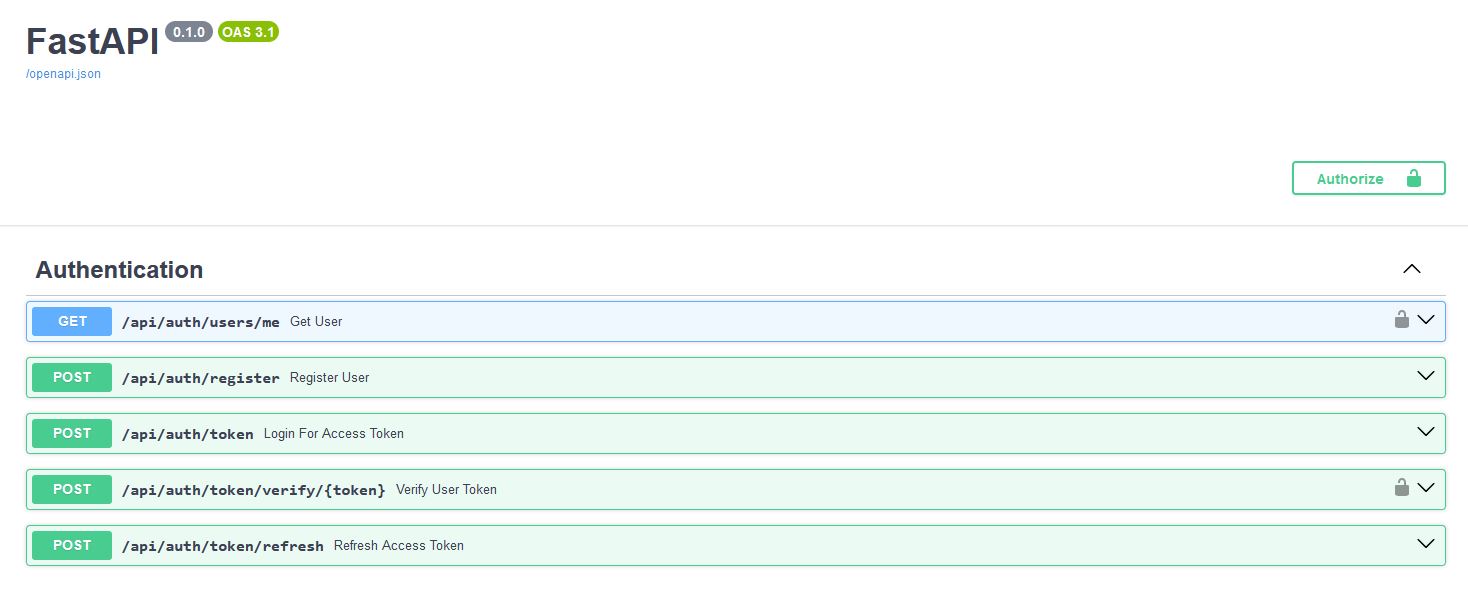 FastAPI 0.1.0 OAS 3.1
/openapi.json
Authorize
Authentication
GET /api/auth/users/me Get User
POST /api/auth/register Register User
POST /api/auth/token Login For Access Token
POST /api/auth/token/verify/{token} Verify User Token
POST /api/auth/token/refresh Refresh Access Token